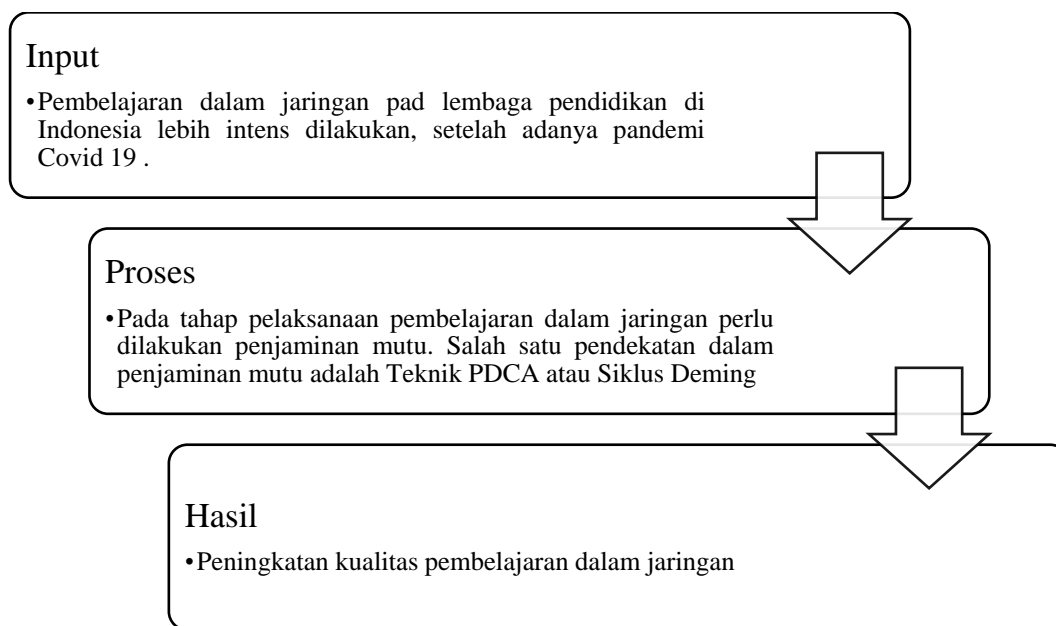 Input
•Pembelajaran dalam jaringan pad lembaga pendidikan di
Indonesia lebih intens dilakukan, setelah adanya pandemi
Covid 19 .
Proses
•Pada tahap pelaksanaan pembelajaran dalam jaringan perlu
dilakukan penjaminan mutu. Salah satu pendekatan dalam
penjaminan mutu adalah Teknik PDCA atau Siklus Deming
Hasil
•Peningkatan kualitas pembelajaran dalam jaringan